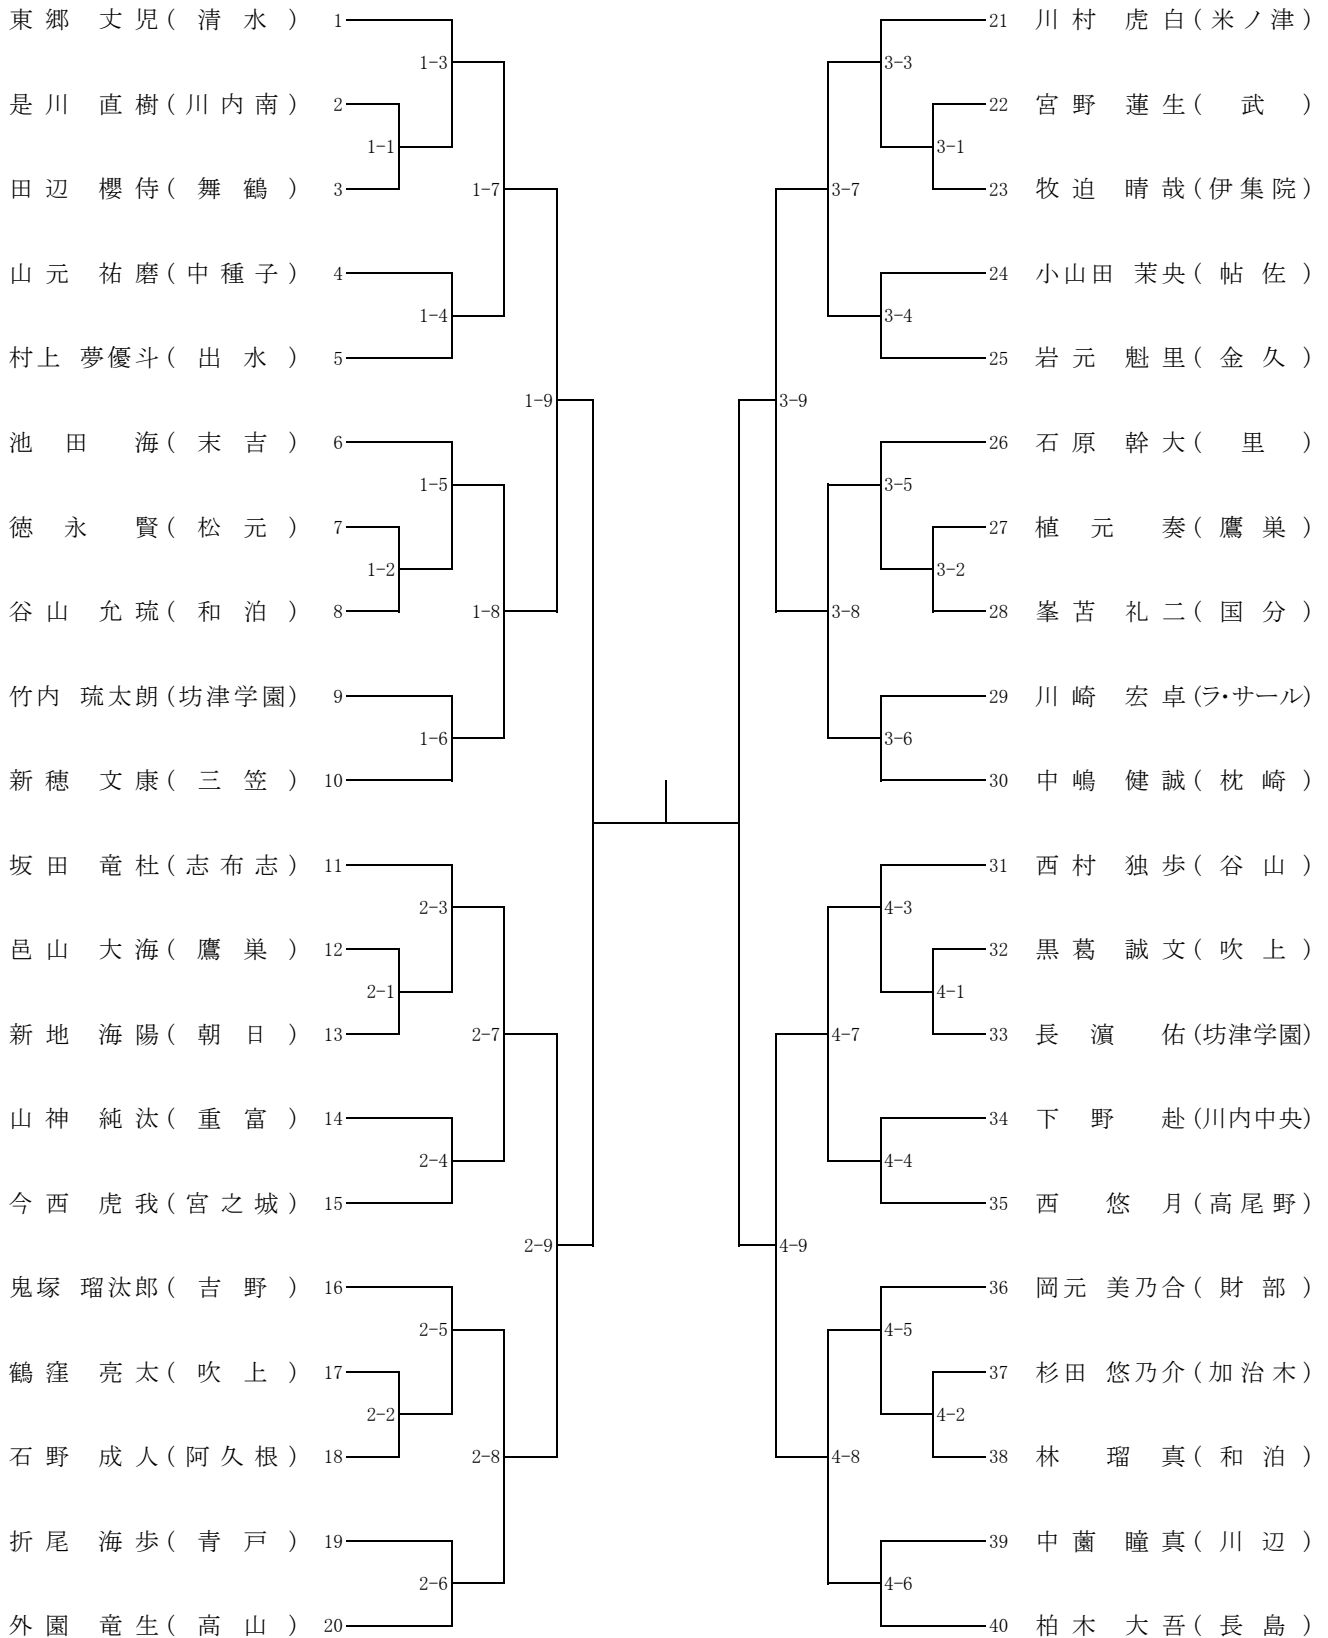 東郷 丈児(清水) 1
1-3
是川 直樹(川内南) 2
1-1
田辺 櫻侍(舞鶴) 3
1-7
山元 祐磨(中種子) 4
1-4
村上 夢優斗(出水) 5
1-9
池田 海(末吉) 6
1-5
徳永 賢(松元) 7
1-2
谷山 允琉(和泊) 8
1-8
竹内 琉太朗(坊津学園) 9
1-6
新穂 文康(三笠) 10
坂田 竜杜(志布志) 11
2-3
邑山 大海(鷹巣) 12
2-1
新地 海陽(朝日) 13
2-7
山神 純汰(重富) 14
2-4
今西 虎我(宮之城) 15
2-9
鬼塚 瑠汰郎(吉野) 16
2-5
鶴窪 亮太(吹上) 17
2-2
石野 成人(阿久根) 18
2-8
折尾 海歩(青戸) 19
2-6
外園 竜生(高山) 20
21 川村 虎白(米ノ津)
3-3
22 宮野 蓮生(武)
3-1
23 牧迫 晴哉(伊集院)
3-7
24 小山田 茉央(帖佐)
3-4
25 岩元 魁里(金久)
3-9
26 石原 幹大(里)
3-5
27 植元 奏(鷹巣)
3-2
28 峯苫 礼二(国分)
3-8
29 川崎 宏卓(ラ・サール)
3-6
30 中嶋 健誠(枕崎)
31 西村 独歩(谷山)
4-3
32 黒葛 誠文(吹上)
4-1
33 長濵 佑(坊津学園)
4-7
34 下野 赴(川内中央)
4-4
35 西 悠月(高尾野)
4-9
36 岡元 美乃合(財部)
4-5
37 杉田 悠乃介(加治木)
4-2
38 林 瑠真(和泊)
4-8
39 中薗 瞳真(川辺)
4-6
40 柏木 大吾(長島)